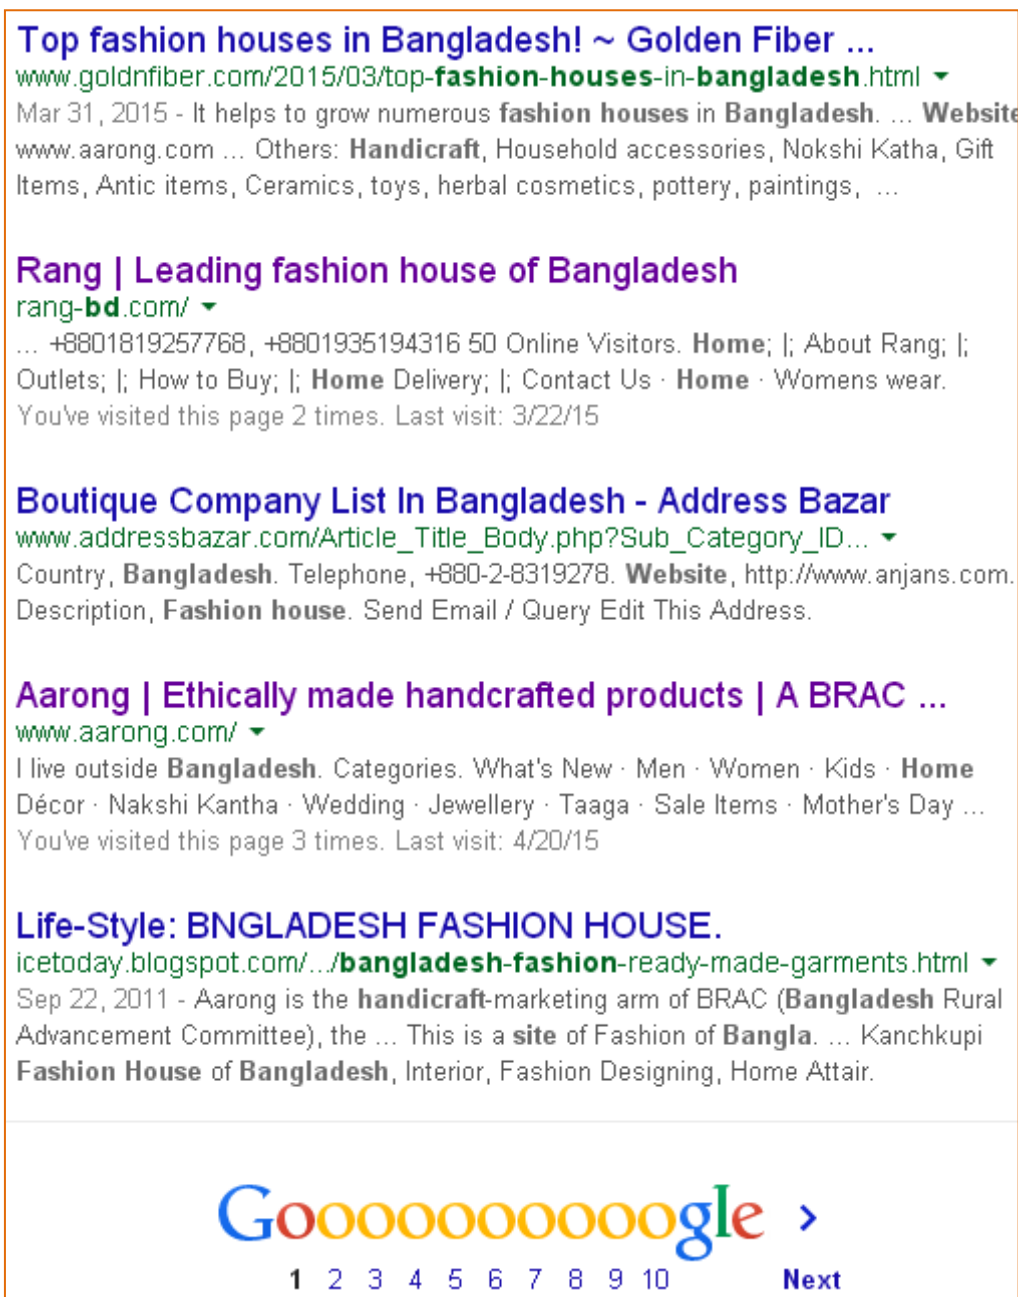 Top fashion houses in Bangladesh! ~ Golden Fiber ...
www.goldnfiber.com/2015/03/top-fashion-houses-in-bangladesh.html
Mar 31, 2015 - It helps to grow numerous fashion houses in Bangladesh. ... Website
www.aarong.com ... Others: Handicraft, Household accessories, Nokshi Katha, Gift
Items, Antic items, Ceramics, toys, herbal cosmetics, pottery, paintings, ...
Rang | Leading fashion house of Bangladesh
rang-bd.com/
... +8801819257768, +8801935194316 50 Online Visitors. Home; |; About Rang; |;
Outlets; |; How to Buy; |; Home Delivery; |; Contact Us · Home · Womens wear.
You've visited this page 2 times. Last visit: 3/22/15
Boutique Company List In Bangladesh - Address Bazar
www.addressbazar.com/Article_Title_Body.php?Sub_Category_ID...
Country, Bangladesh. Telephone, +880-2-8319278. Website, http://www.anjans.com.
Description, Fashion house. Send Email / Query Edit This Address.
Aarong | Ethically made handcrafted products | A BRAC ...
www.aarong.com/
I live outside Bangladesh. Categories. What's New · Men · Women · Kids · Home
Décor · Nakshi Kantha · Wedding · Jewellery · Taaga · Sale Items · Mother's Day ...
You've visited this page 3 times. Last visit: 4/20/15
Life-Style: BNGLADESH FASHION HOUSE.
icetoday.blogspot.com/.../bangladesh-fashion-ready-made-garments.html
Sep 22, 2011 - Aarong is the handicraft-marketing arm of BRAC (Bangladesh Rural
Advancement Committee), the ... This is a site of Fashion of Bangla. ... Kanchkupi
Fashion House of Bangladesh, Interior, Fashion Designing, Home Attair.
Goooooooooogle >
1 2 3 4 5 6 7 8 9 10 Next